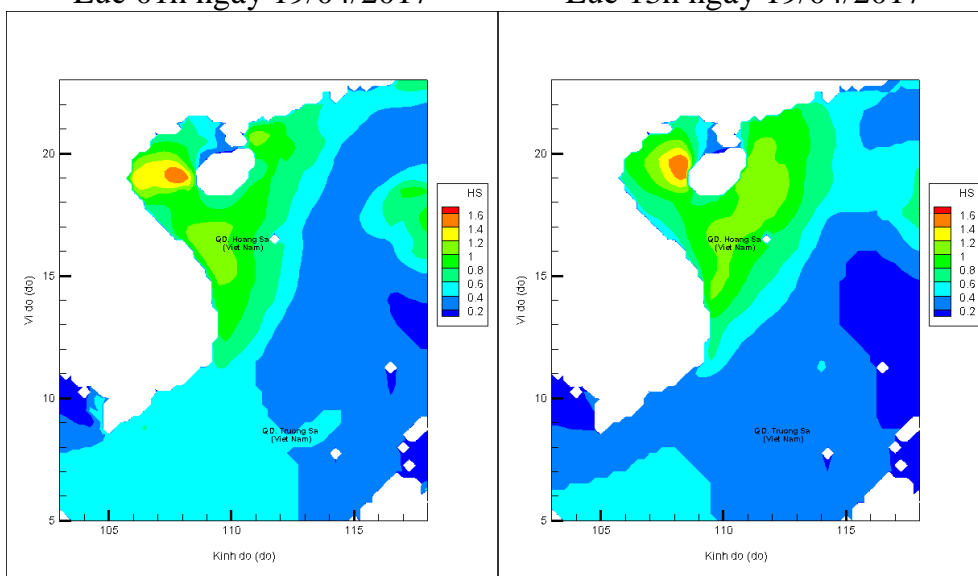 Lúc 01h ngày 19/04/2017
Lúc 13h ngày 19/04/2017
Vi do (do)
20
15
10
5
105
110
115
Kinh do (do)
QD. Hoang Sa
(Viet Nam)
QD. Truong Sa
(Viet Nam)
HS
1.6
1.4
1.2
1
0.8
0.6
0.4
0.2
Vi do (do)
20
15
10
5
105
110
115
Kinh do (do)
QD. Hoang Sa
(Viet Nam)
QD. Truong Sa
(Viet Nam)
HS
1.6
1.4
1.2
1
0.8
0.6
0.4
0.2